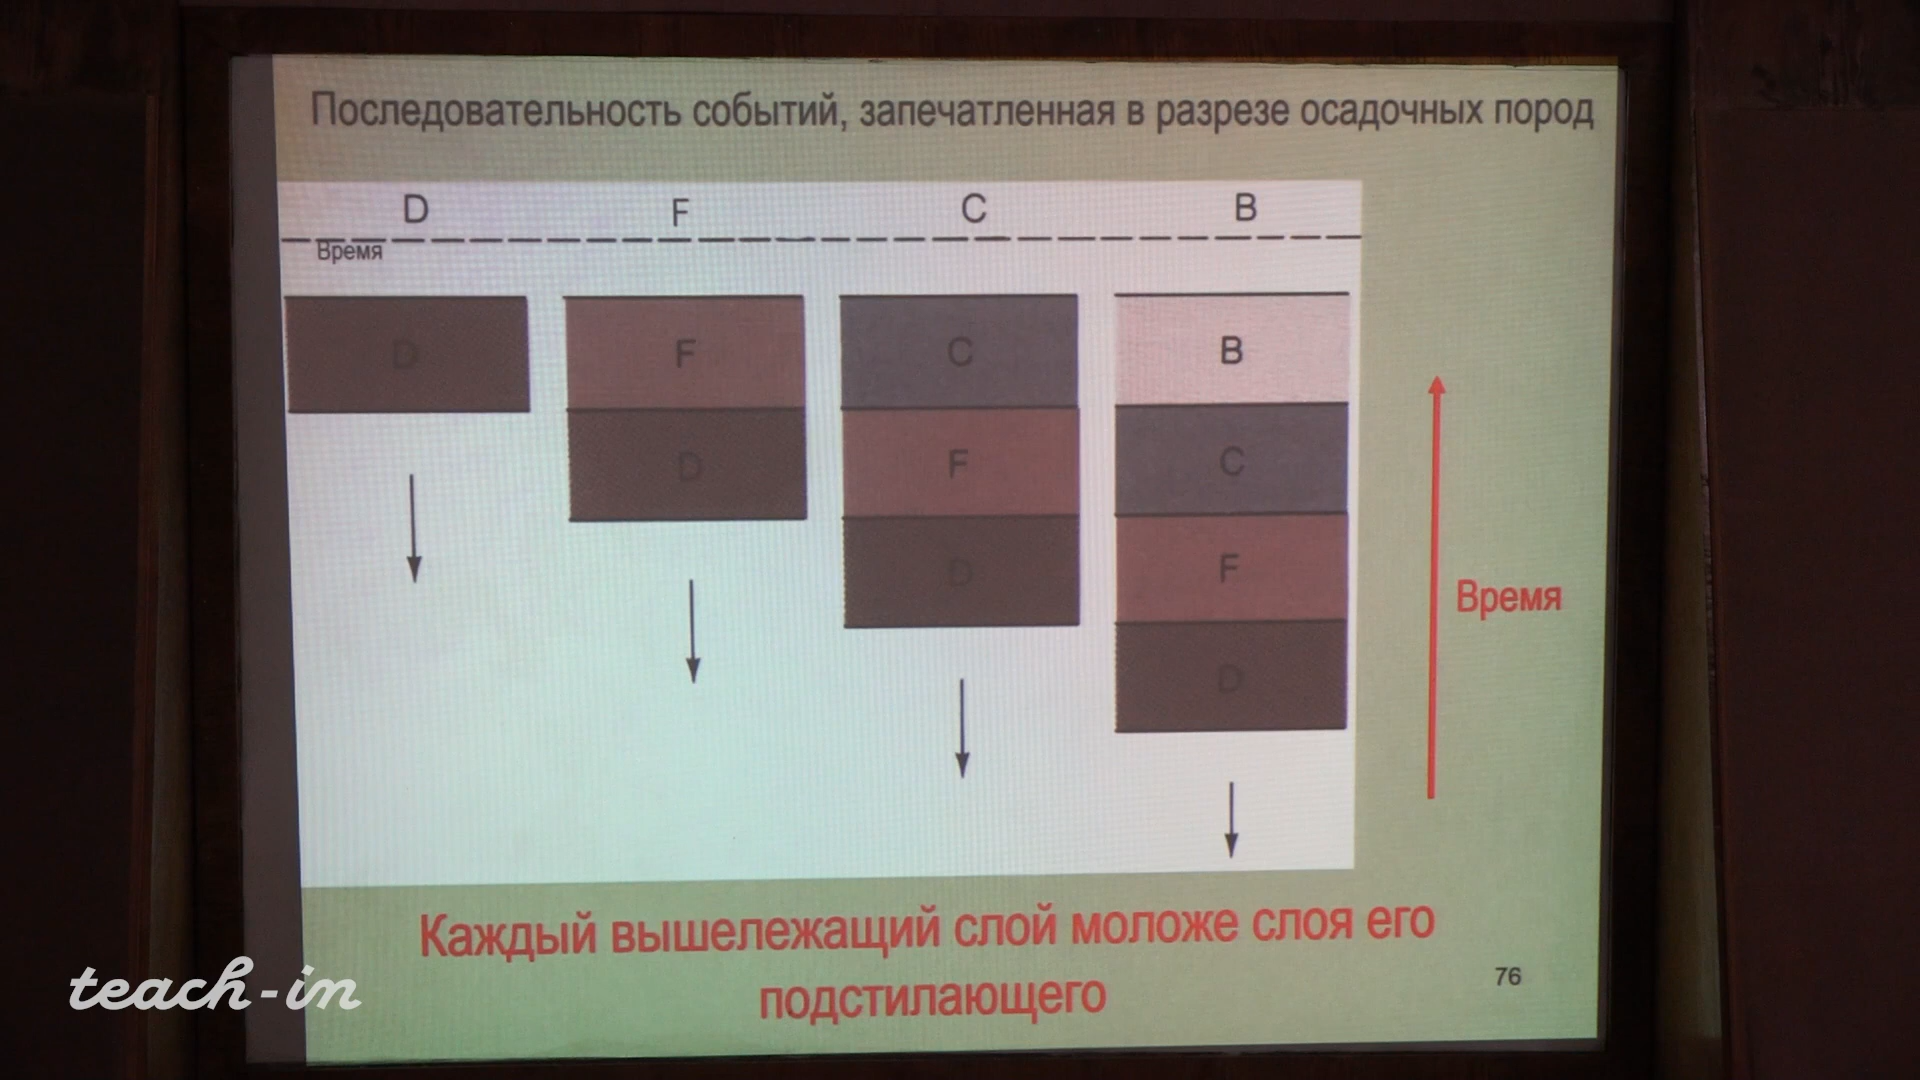 Последовательность событий, запечатленная в разрезе осадочных пород
D F C B
Время
D F C B
D F C
D F
D
Время
Каждый вышележащий слой моложе слоя его
подстилающего
76
teach-in